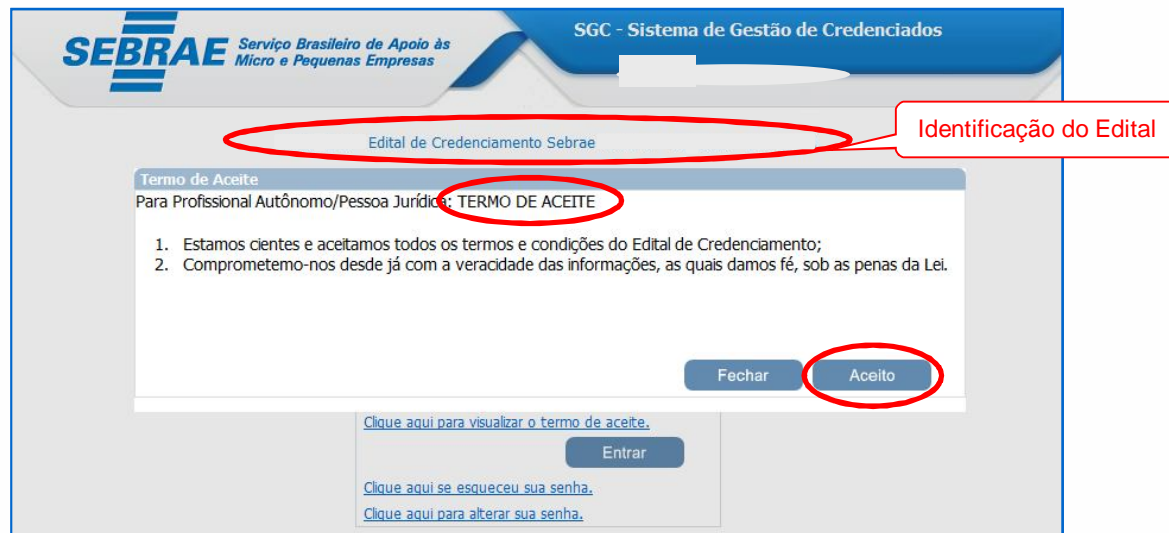 SGC - Sistema de Gestão de Credenciados
SEBRAE
Serviço Brasileiro de Apoio às
Micro e Pequenas Empresas
Identificação do Edital
Edital de Credenciamento Sebrae
Termo de Aceite
Para Profissional Autônomo/Pessoa Jurídica: TERMO DE ACEITE
1. Estamos cientes e aceitamos todos os termos e condições do Edital de Credenciamento;
2. Comprometemo-nos desde já com a veracidade das informações, as quais damos fé, sob as penas da Lei.
Fechar
Aceito
Clique aqui para visualizar o termo de aceite.
Entrar
Clique aqui se esqueceu sua senha.
Clique aqui para alterar sua senha.